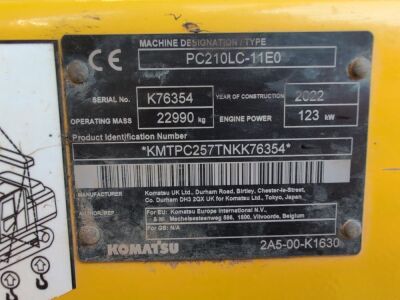 MACHINE DESIGNATION / TYPE
CE PC210LC-11E0
SERIAL No. K76354 YEAR OF CONSTRUCTION 2022
OPERATING MASS 22990 kg ENGINE POWER 123 kW
Product Identification Number
*KMTPC257TNKK76354*
MANUFACTURER Komatsu UK Ltd., Durham Road, Birtley, Chester-le-Street,
Co. Durham DH3 2QX UK for Komatsu Ltd., Tokyo, Japan
AUTHOR./REP. For EU: Komatsu Europe International N.V.,
& NI Mechelsesteenweg 586, 1800, Vilvoorde, Belgium
For GB: N/A
KOMATSU 2A5-00-K1630